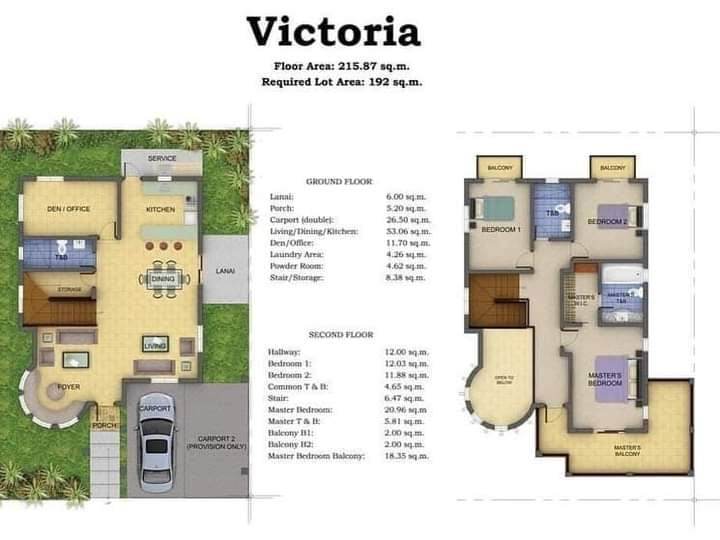 Victoria
Floor Area: 215.87 sq.m.
Required Lot Area: 192 sq.m.
SERVICE
DEN / OFFICE
KITCHEN
T&B
LANAI
DINING
STORAGE
LIVING
FOYER
PORCH
CARPORT
CARPORT 2
(PROVISION ONLY)
GROUND FLOOR
Lanai: 6.00 sq.m.
Porch: 5.20 sq.m.
Carport (double): 26.50 sq.m.
Living/Dining/Kitchen: 53.06 sq.m.
Den/Office: 11.70 sq.m.
Laundry Area: 4.26 sq.m.
Powder Room: 4.62 sq.m.
Stair/Storage: 8.38 sq.m.
SECOND FLOOR
Hallway: 12.00 sq.m.
Bedroom 1: 12.03 sq.m.
Bedroom 2: 11.88 sq.m.
Common T & B: 4.65 sq.m.
Stair: 6.47 sq.m.
Master Bedroom: 20.96 sq.m.
Master T & B: 5.81 sq.m.
Balcony B1: 2.00 sq.m.
Balcony B2: 2.00 sq.m.
Master Bedroom Balcony: 18.35 sq.m.
BALCONY
BALCONY
T&B
BEDROOM 1
BEDROOM 2
MASTER'S
W.I.C.
MASTER'S
T&B
OPEN TO
BELOW
MASTER'S
BEDROOM
MASTER'S
BALCONY